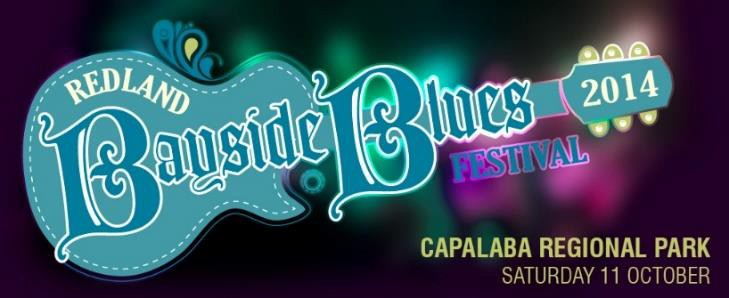 REDLAND
Bayside Blues
2014
FESTIVAL
CAPALABA REGIONAL PARK
SATURDAY 11 OCTOBER